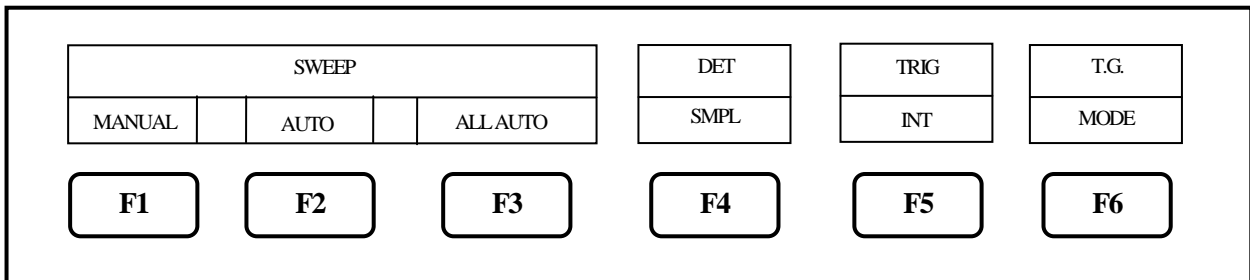 SWEEP DET TRIG T.G.
MANUAL AUTO ALL AUTO SMPL INT MODE
F1 F2 F3 F4 F5 F6